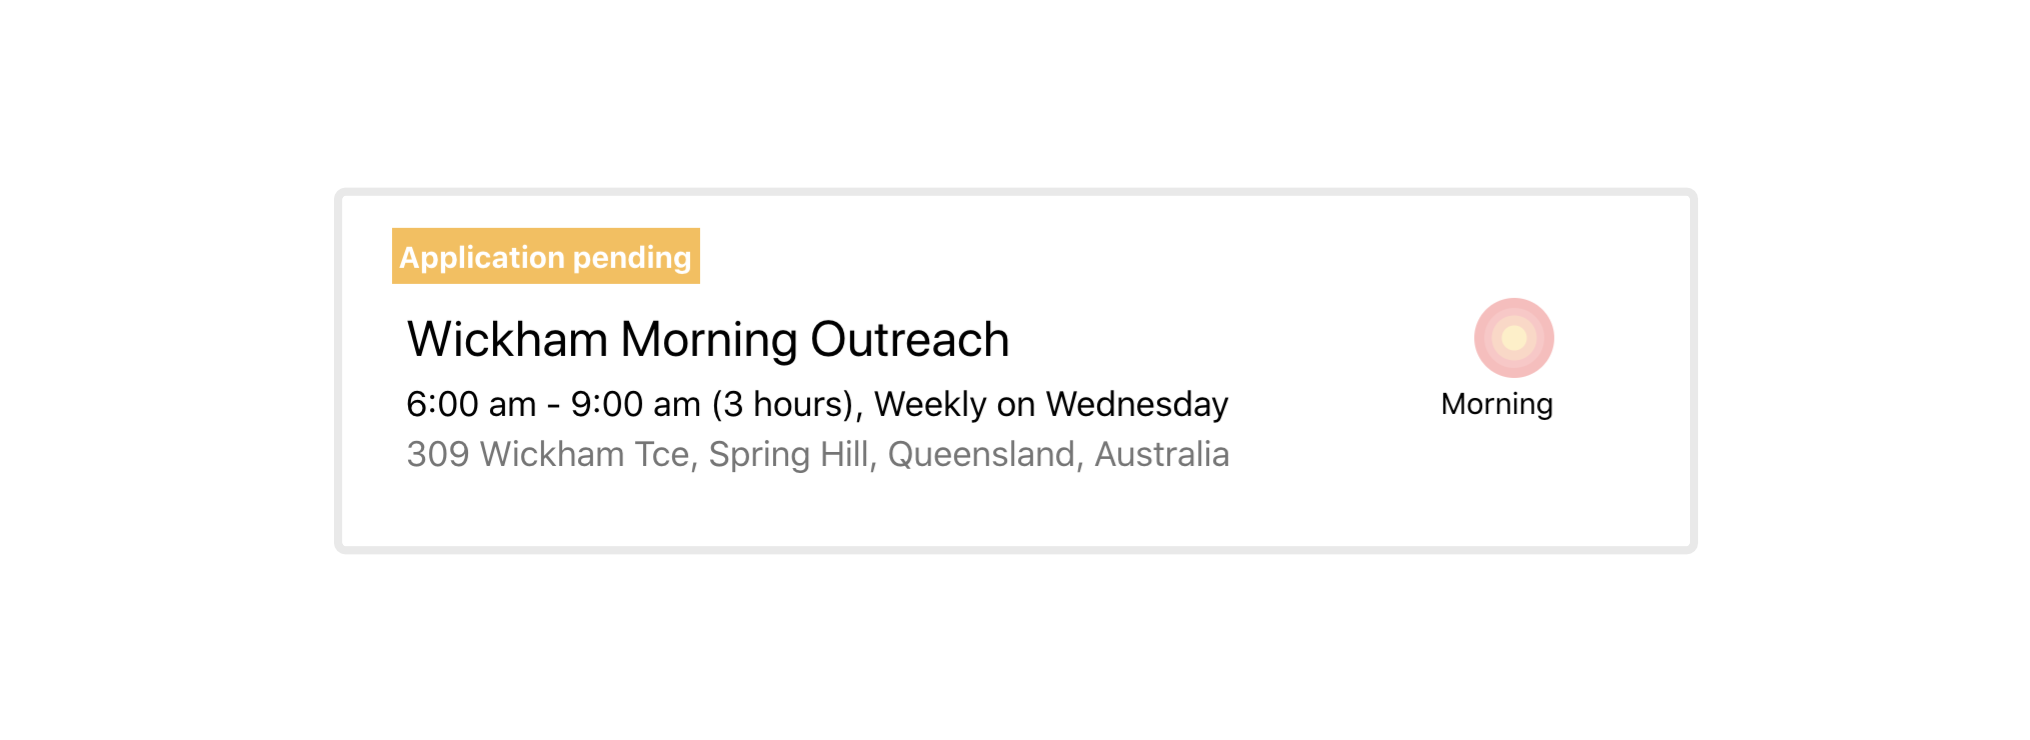 Application pending
Wickham Morning Outreach
6:00 am - 9:00 am (3 hours), Weekly on Wednesday
Morning
309 Wickham Tce, Spring Hill, Queensland, Australia